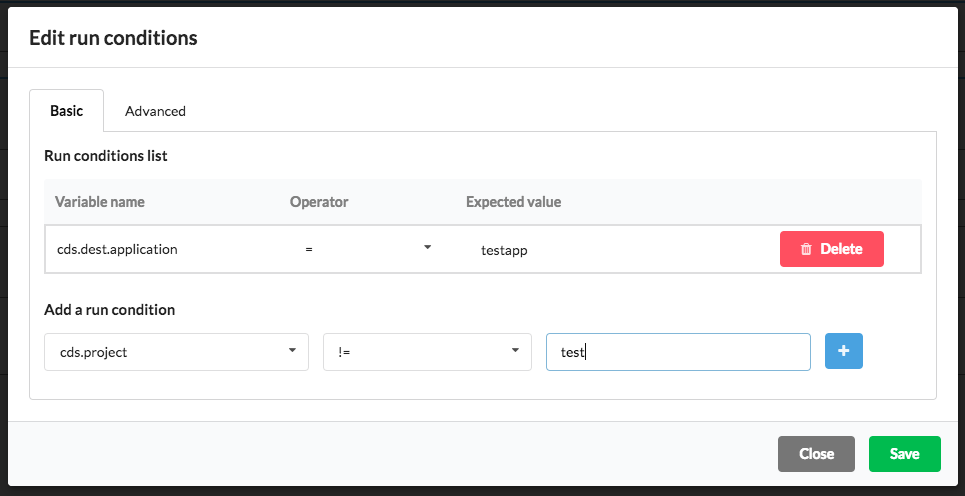 Edit run conditions
Basic Advanced
Run conditions list
Variable name Operator Expected value
cds.dest.application = testapp Delete
Add a run condition
cds.project != test +
Close Save